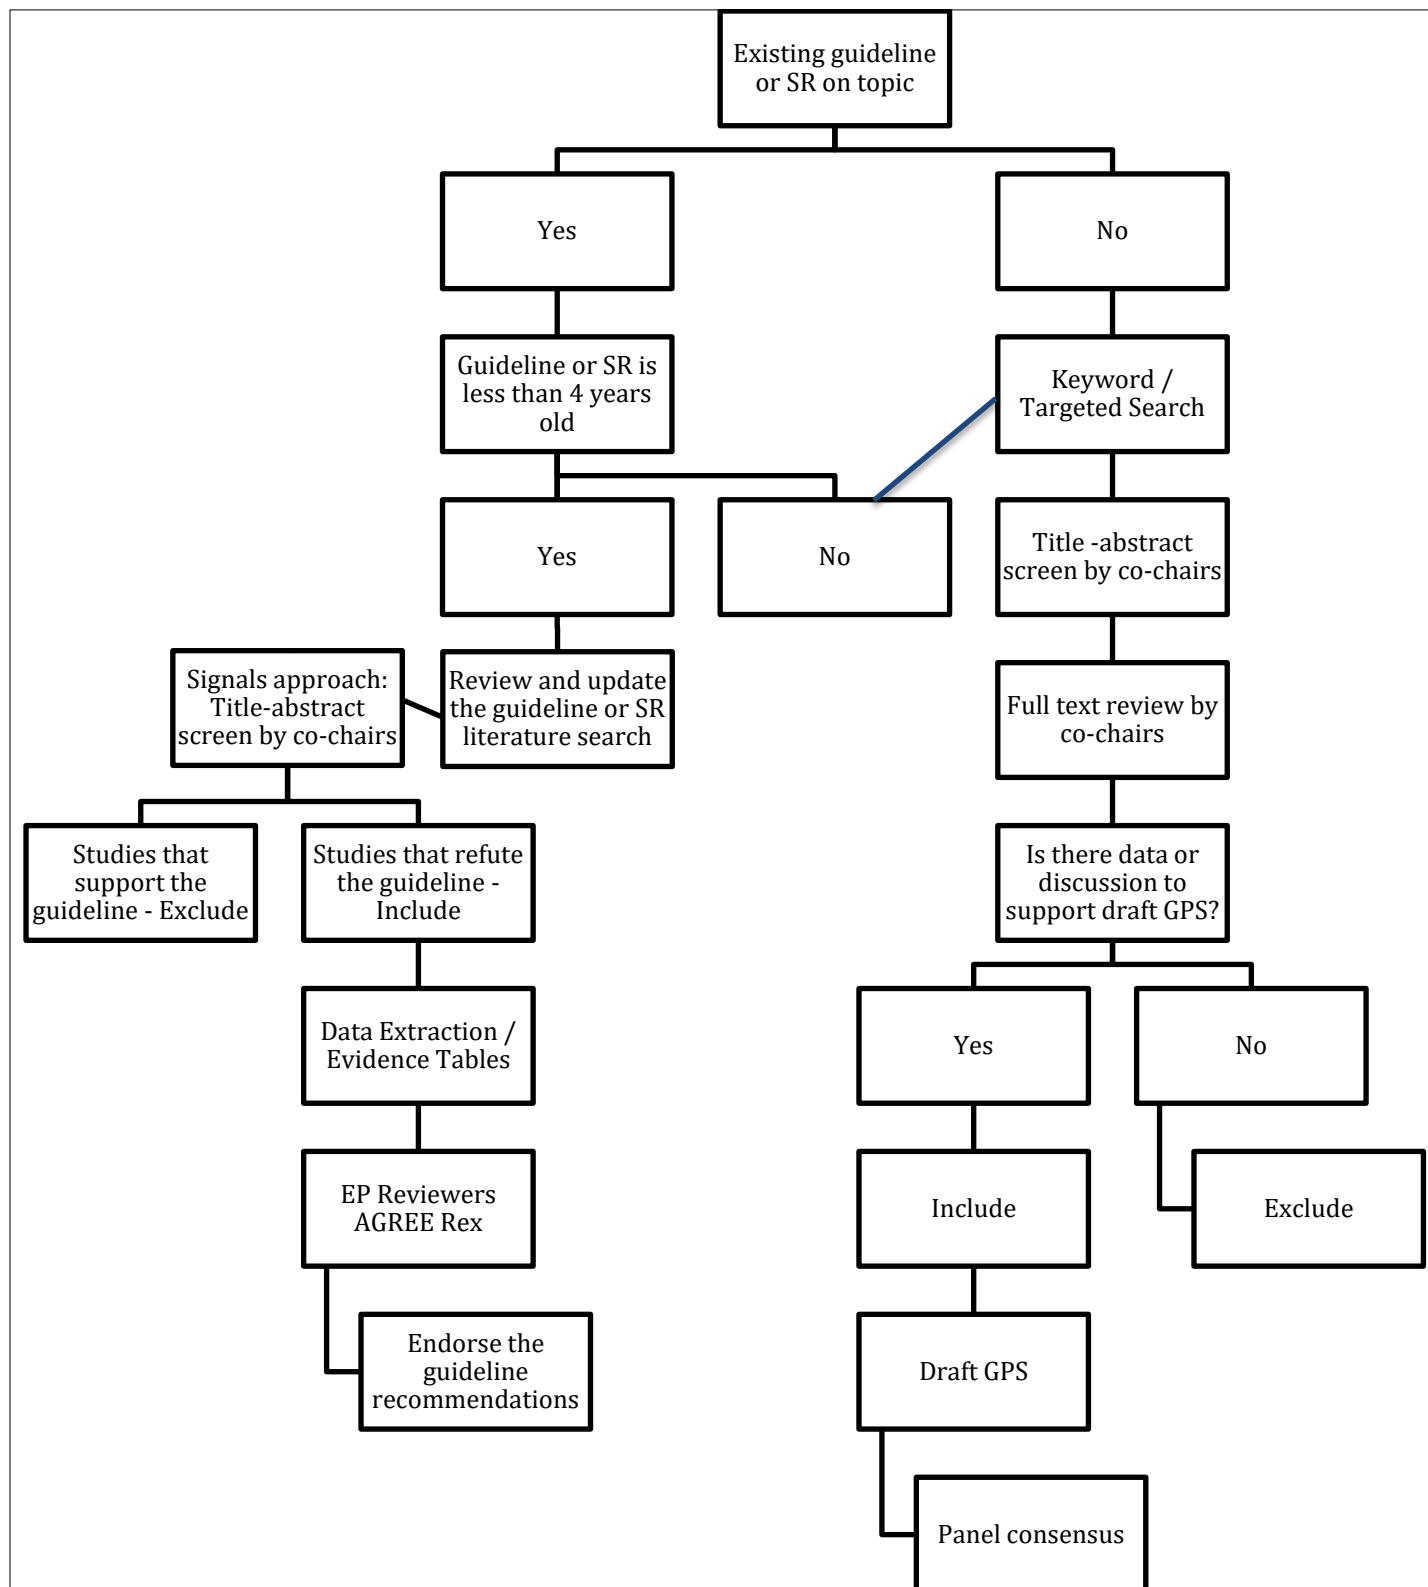 Existing guideline
or SR on topic
Yes
No
Guideline or SR is
less than 4 years
old
Keyword /
Targeted Search
Yes
No
Title -abstract
screen by co-chairs
Signals approach:
Title-abstract
screen by co-chairs
Review and update
the guideline or SR
literature search
Full text review by
co-chairs
Studies that
support the
guideline - Exclude
Studies that refute
the guideline -
Include
Is there data or
discussion to
support draft GPS?
Data Extraction /
Evidence Tables
Yes
No
EP Reviewers
AGREE Rex
Include
Exclude
Endorse the
guideline
recommendations
Draft GPS
Panel consensus